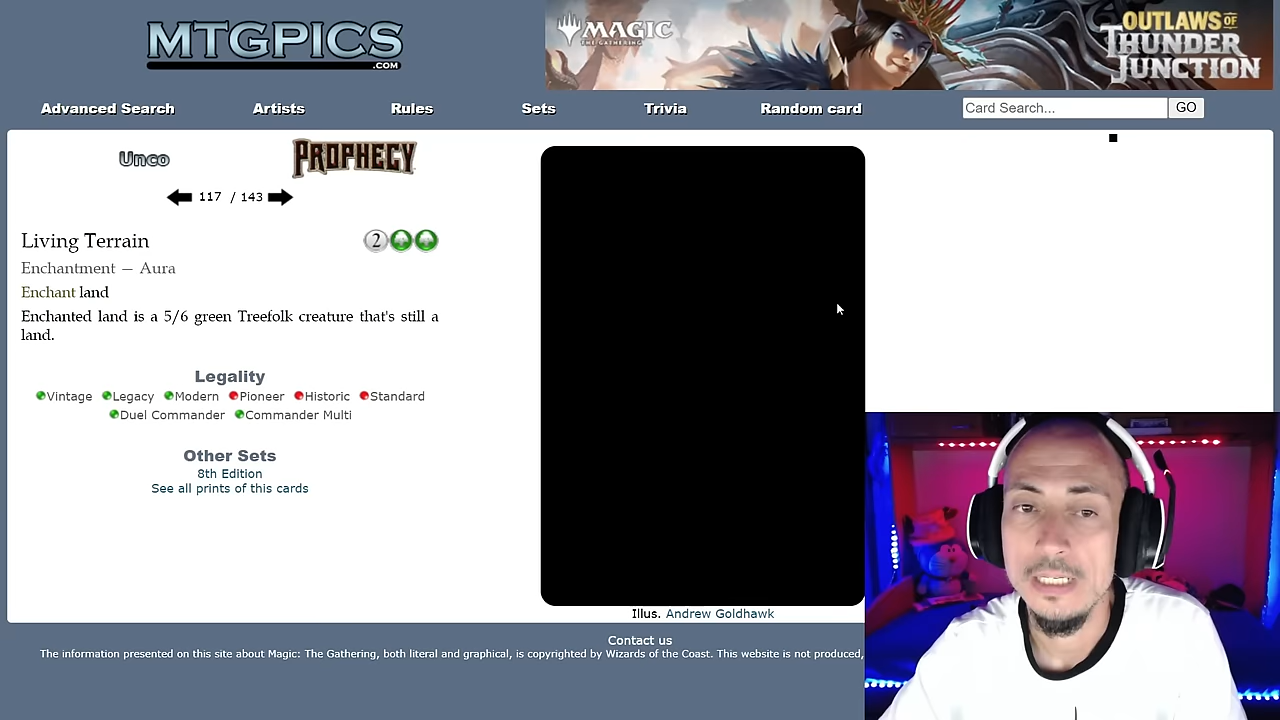 MTGPICS
.COM
MAGIC
THE GATHERING
OUTLAWS OF
THUNDER
JUNCTION
Advanced Search
Artists
Rules
Sets
Trivia
Random card
Card Search...
GO
Unco
PROPHECY
117 / 143
Living Terrain
2
Enchantment — Aura
Enchant land
Enchanted land is a 5/6 green Treefolk creature that's still a
land.
Legality
Vintage Legacy Modern Pioneer Historic Standard
Duel Commander Commander Multi
Other Sets
8th Edition
See all prints of this cards
Illus. Andrew Goldhawk
Contact us
The information presented on this site about Magic: The Gathering, both literal and graphical, is copyrighted by Wizards of the Coast. This website is not produced,